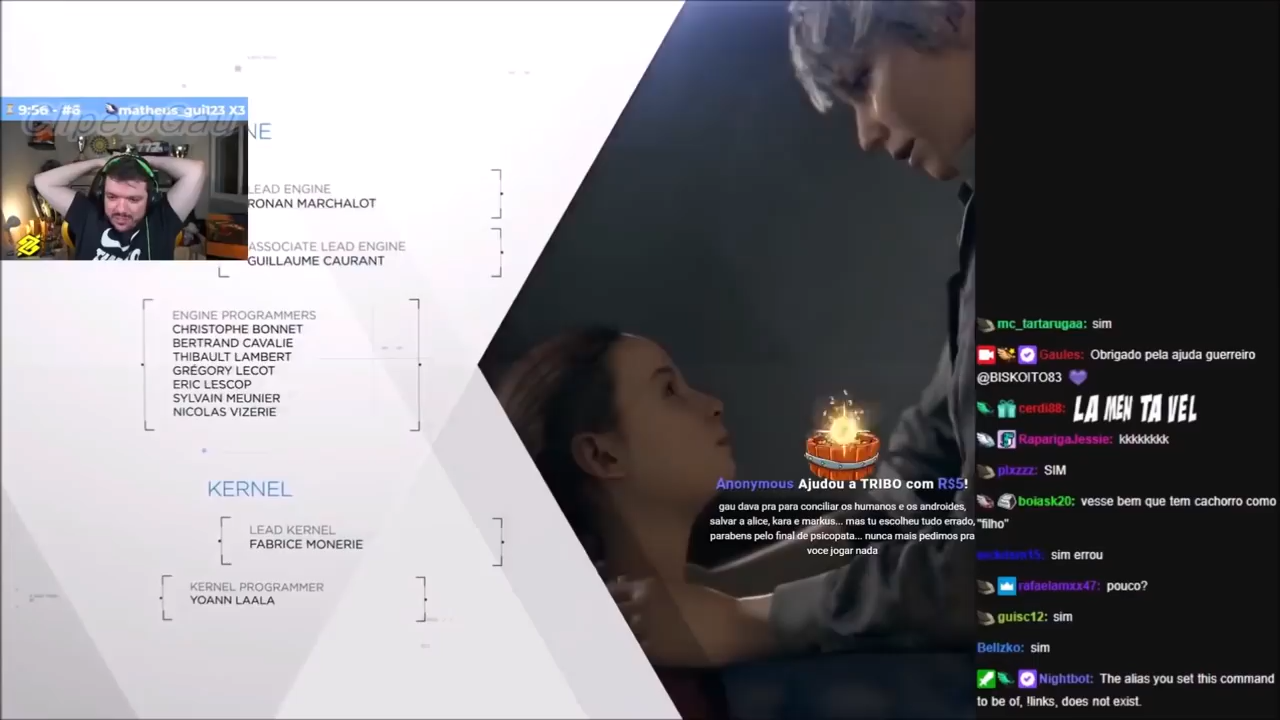 9:56 - #8 matheus_gui123 X3
ClipeioGau
NE
LEAD ENGINE
RONAN MARCHALOT
ASSOCIATE LEAD ENGINE
GUILLAUME CAURANT
ENGINE PROGRAMMERS
CHRISTOPHE BONNET
BERTRAND CAVALIE
THIBAULT LAMBERT
GRÉGORY LECOT
ERIC LESCOP
SYLVAIN MEUNIER
NICOLAS VIZERIE
KERNEL
LEAD KERNEL
FABRICE MONERIE
KERNEL PROGRAMMER
YOANN LAALA
Anonymous Ajudou a TRIBO com R$5!
gau dava pra para conciliar os humanos e os androides,
salvar a alice, kara e markus... mas tu escolheu tudo errado,
parabens pelo final de psicopata... nunca mais pedimos pra
voce jogar nada
mc_tartarugaa: sim
Gaules: Obrigado pela ajuda guerreiro
@BISKOITO83
cerdi88: LA MEN TA VEL
RaparigaJessie: kkkkkkkk
plxzzz: SIM
boiask20: vesse bem que tem cachorro como
"filho"
sim errou
rafaelamxx47: pouco?
guisc12: sim
Bellzko: sim
Nightbot: The alias you set this command
to be of, !links, does not exist.